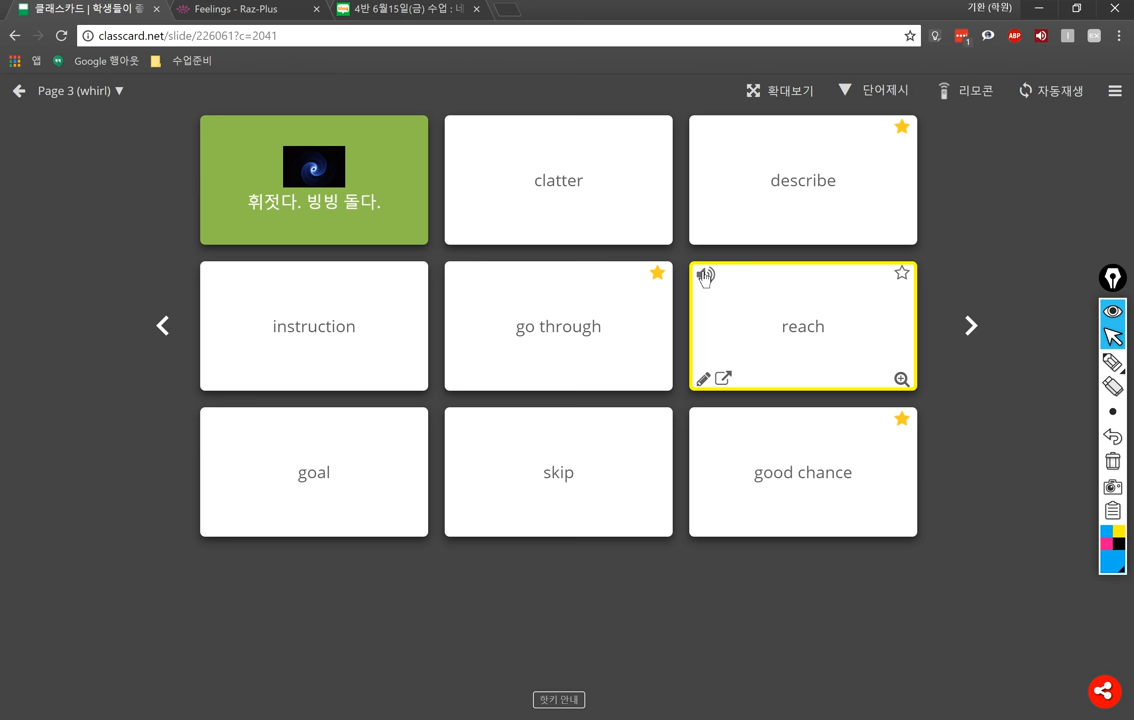 클래스카드 | 학생들이 즐
Feelings - Raz-Plus
4반 6월15일(금) 수업 : 네
기환 (학원)
classcard.net/slide/226061?c=2041
1
ABP
앱
Google 행아웃
수업준비
Page 3 (whirl) ▼
확대보기
단어제시
리모콘
자동재생
휘젓다. 빙빙 돌다.
clatter
describe
instruction
go through
reach
goal
skip
good chance
핫키 안내